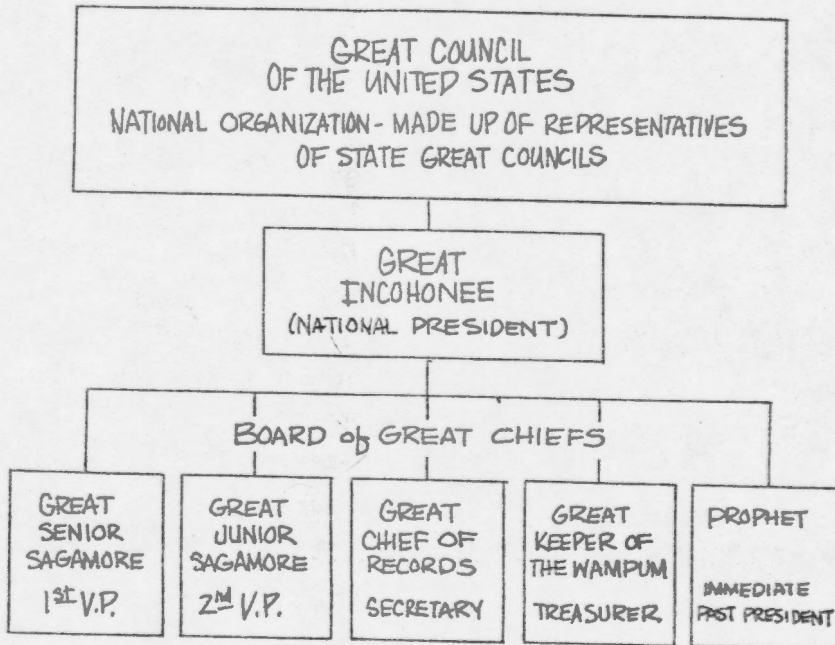 GREAT COUNCIL
OF THE UNITED STATES
NATIONAL ORGANIZATION - MADE UP OF REPRESENTATIVES
OF STATE GREAT COUNCILS
GREAT
INCOHONEE
(NATIONAL PRESIDENT)
BOARD of GREAT CHIEFS
GREAT
SENIOR
SAGAMORE
1ST V.P.
GREAT
JUNIOR
SAGAMORE
2ND V.P.
GREAT
CHIEF OF
RECORDS
SECRETARY
GREAT
KEEPER OF
THE WAMPUM
TREASURER
PROPHET
IMMEDIATE
PAST PRESIDENT